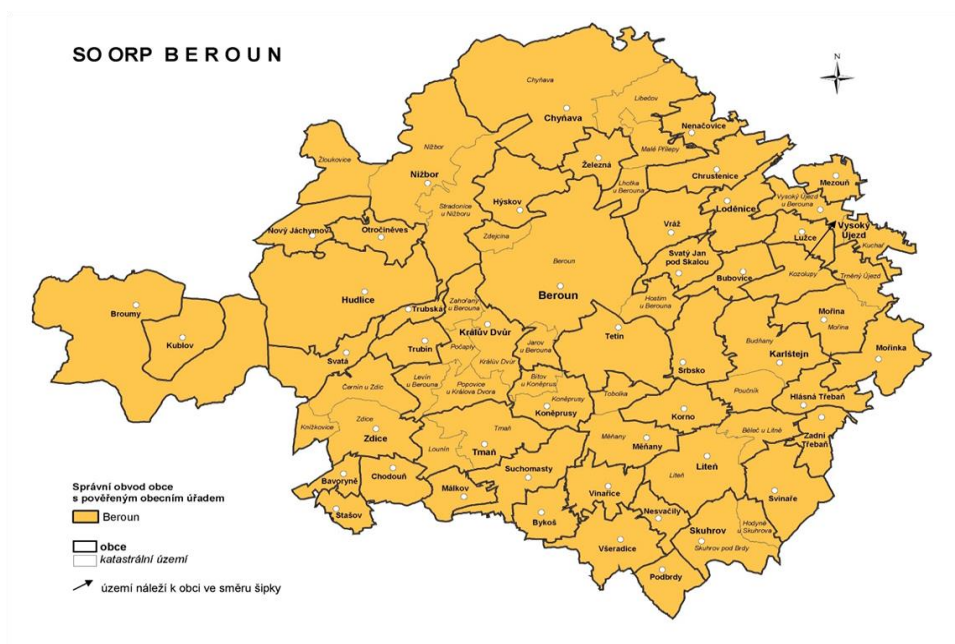 SO ORP BEROUN
N
Chyňava
Libečov
Chyňava
Nenačovice
Žloukovice
Nižbor
Malé Přílepy
Železná
Chrustenice
Mezouň
Nižbor
Lhotka
u Berouna
Vysoký Újezd
u Berouna
Stradonice
u Nižboru
Hýskov
Loděnice
Vráž
Vysoký
Újezd
Nový Jáchymov
Otročiněves
Zdejcina
Lužce
Kuchař
Svatý Jan
pod Skalou
Beroun
Bubovice
Kozolupy
Trněný Újezd
Hudlice
Beroun
Zahořany
u Berouna
Hostim
u Berouna
Broumy
Trubská
Mořina
Mořina
Králův Dvůr
Tetín
Budňany
Kublov
Počaply
Jarov
u Berouna
Trubín
Karlštejn
Mořinka
Svatá
Králův Dvůr
Srbsko
Levín
u Berouna
Popovice
u Králova Dvora
Bítov
u Koněprus
Černín u Zdic
Koněprusy
Tobolka
Poučník
Hlásná Třebaň
Koněprusy
Korno
Zdice
Knížkovice
Zdice
Tmaň
Měňany
Běleč u Litně
Zadní
Třebaň
Lounín
Tmaň
Měňany
Liteň
Suchomasty
Liteň
Bavoryně
Chodouň
Málkov
Vinařice
Svinaře
Stašov
Nesvačily
Bykoš
Hodyně
u Skuhrova
Skuhrov
Všeradice
Skuhrov pod Brdy
Podbrdy
Správní obvod obce
s pověřeným obecním úřadem
Beroun
obce
katastrální území
území náleží k obci ve směru šipky